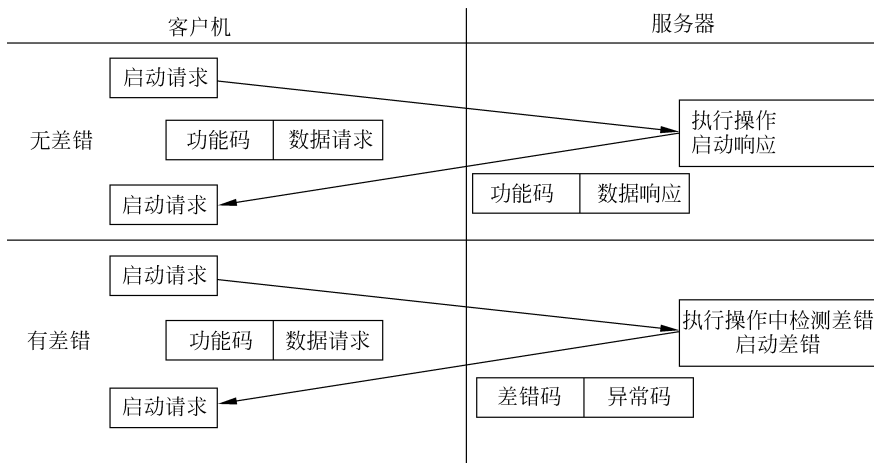 客户机
服务器
启动请求
执行操作
启动响应
无差错
功能码
数据请求
功能码
数据响应
启动请求
启动请求
执行操作中检测差错
启动差错
有差错
功能码
数据请求
差错码
异常码
启动请求